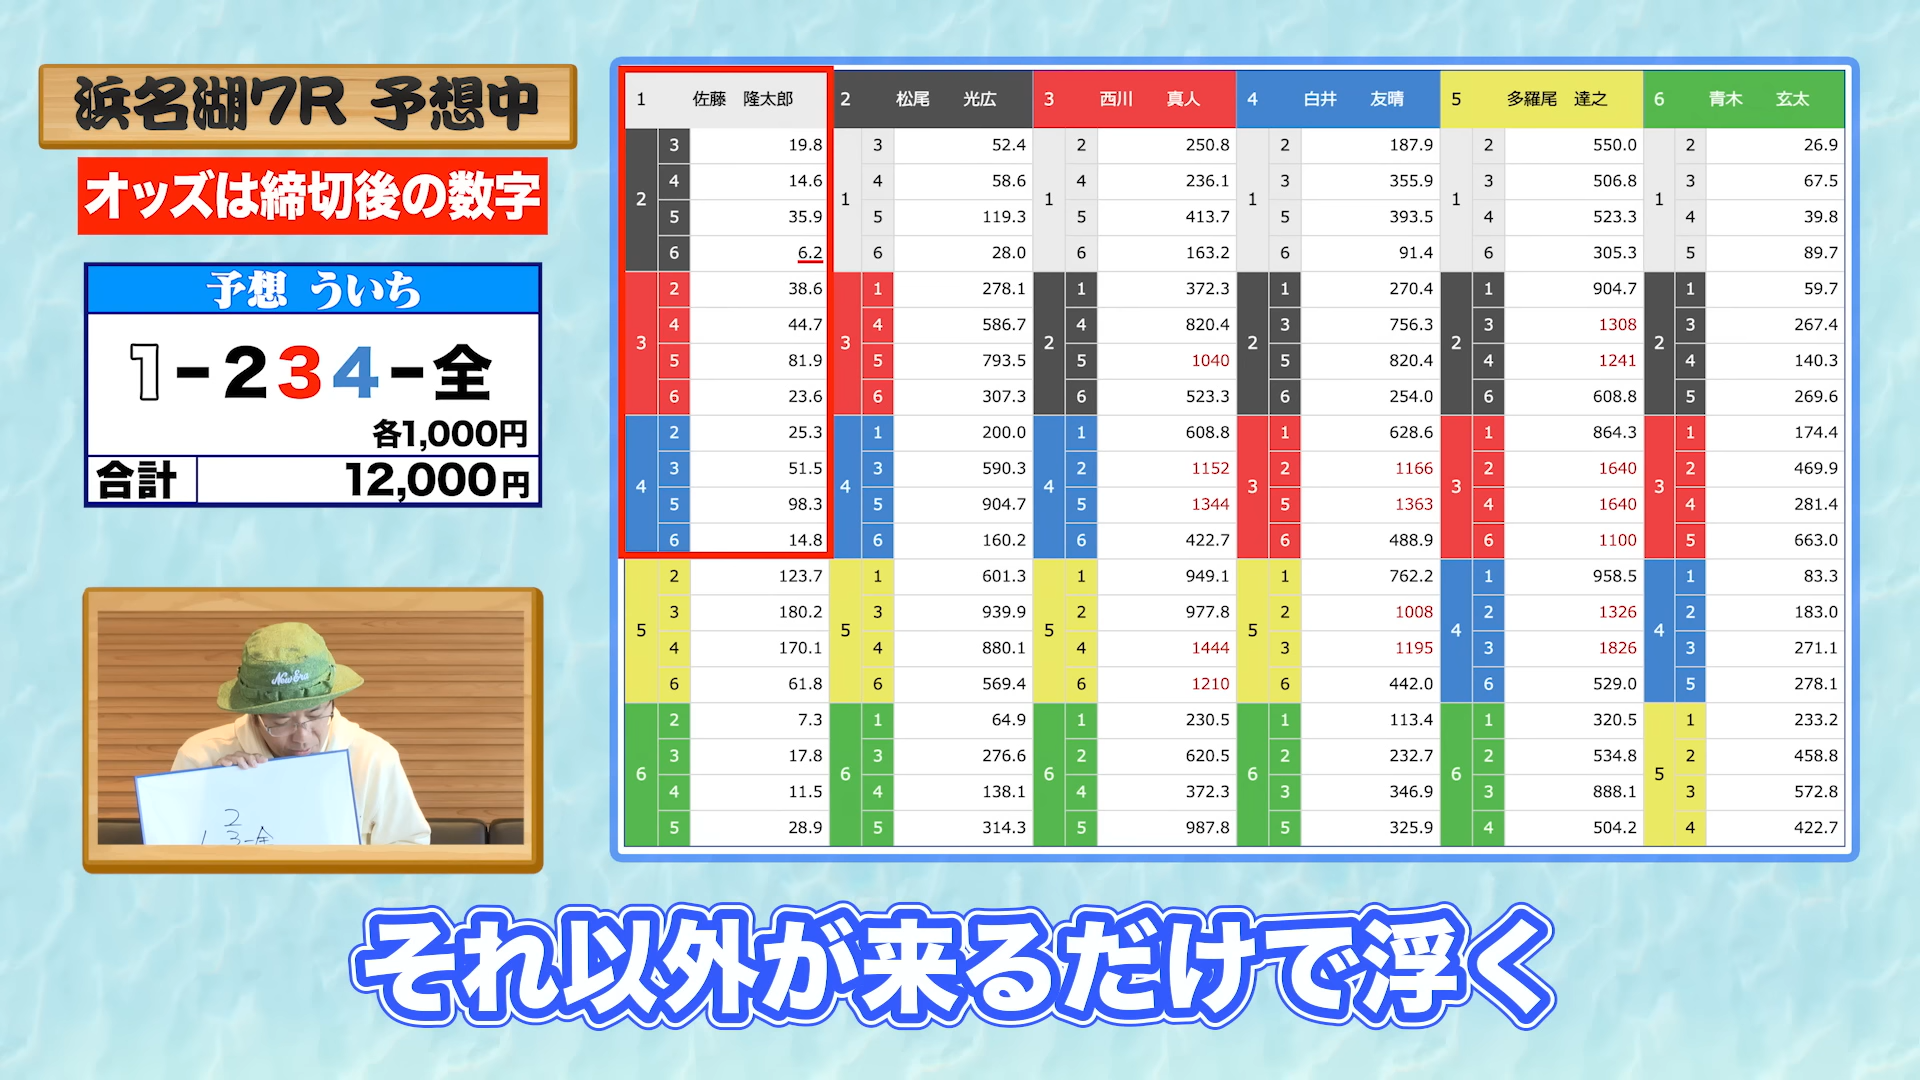 浜名湖7R 予想中
オッズは締切後の数字
予想 ういち
1-234-全
各1,000円
合計 12,000円
New Era
2
1 3-全
1 佐藤 隆太郎 2 松尾 光広 3 西川 真人 4 白井 友晴 5 多羅尾 達之 6 青木 玄太
3 19.8 3 52.4 2 250.8 2 187.9 2 550.0 2 26.9
4 14.6 4 58.6 4 236.1 3 355.9 3 506.8 3 67.5
2 1 1 1 1 1
5 35.9 5 119.3 5 413.7 5 393.5 4 523.3 4 39.8
6 6.2 6 28.0 6 163.2 6 91.4 6 305.3 5 89.7
2 38.6 1 278.1 1 372.3 1 270.4 1 904.7 1 59.7
4 44.7 4 586.7 4 820.4 3 756.3 3 1308 3 267.4
3 3 2 2 2 2
5 81.9 5 793.5 5 1040 5 820.4 4 1241 4 140.3
6 23.6 6 307.3 6 523.3 6 254.0 6 608.8 5 269.6
2 25.3 1 200.0 1 608.8 1 628.6 1 864.3 1 174.4
3 51.5 3 590.3 2 1152 2 1166 2 1640 2 469.9
4 4 4 3 3 3
5 98.3 5 904.7 5 1344 5 1363 4 1640 4 281.4
6 14.8 6 160.2 6 422.7 6 488.9 6 1100 5 663.0
2 123.7 1 601.3 1 949.1 1 762.2 1 958.5 1 83.3
3 180.2 3 939.9 2 977.8 2 1008 2 1326 2 183.0
5 5 5 5 4 4
4 170.1 4 880.1 4 1444 3 1195 3 1826 3 271.1
6 61.8 6 569.4 6 1210 6 442.0 6 529.0 5 278.1
2 7.3 1 64.9 1 230.5 1 113.4 1 320.5 1 233.2
3 17.8 3 276.6 2 620.5 2 232.7 2 534.8 2 458.8
6 6 6 6 6 5
4 11.5 4 138.1 4 372.3 3 346.9 3 888.1 3 572.8
5 28.9 5 314.3 5 987.8 5 325.9 4 504.2 4 422.7
それ以外が来るだけで浮く